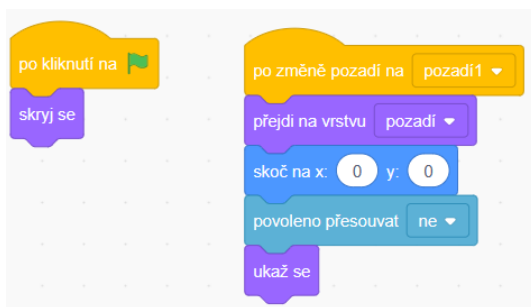 po kliknutí na
skryj se
po změně pozadí na pozadí1
přejdi na vrstvu pozadí
skoč na x: 0 y: 0
povoleno přesouvat ne
ukaž se